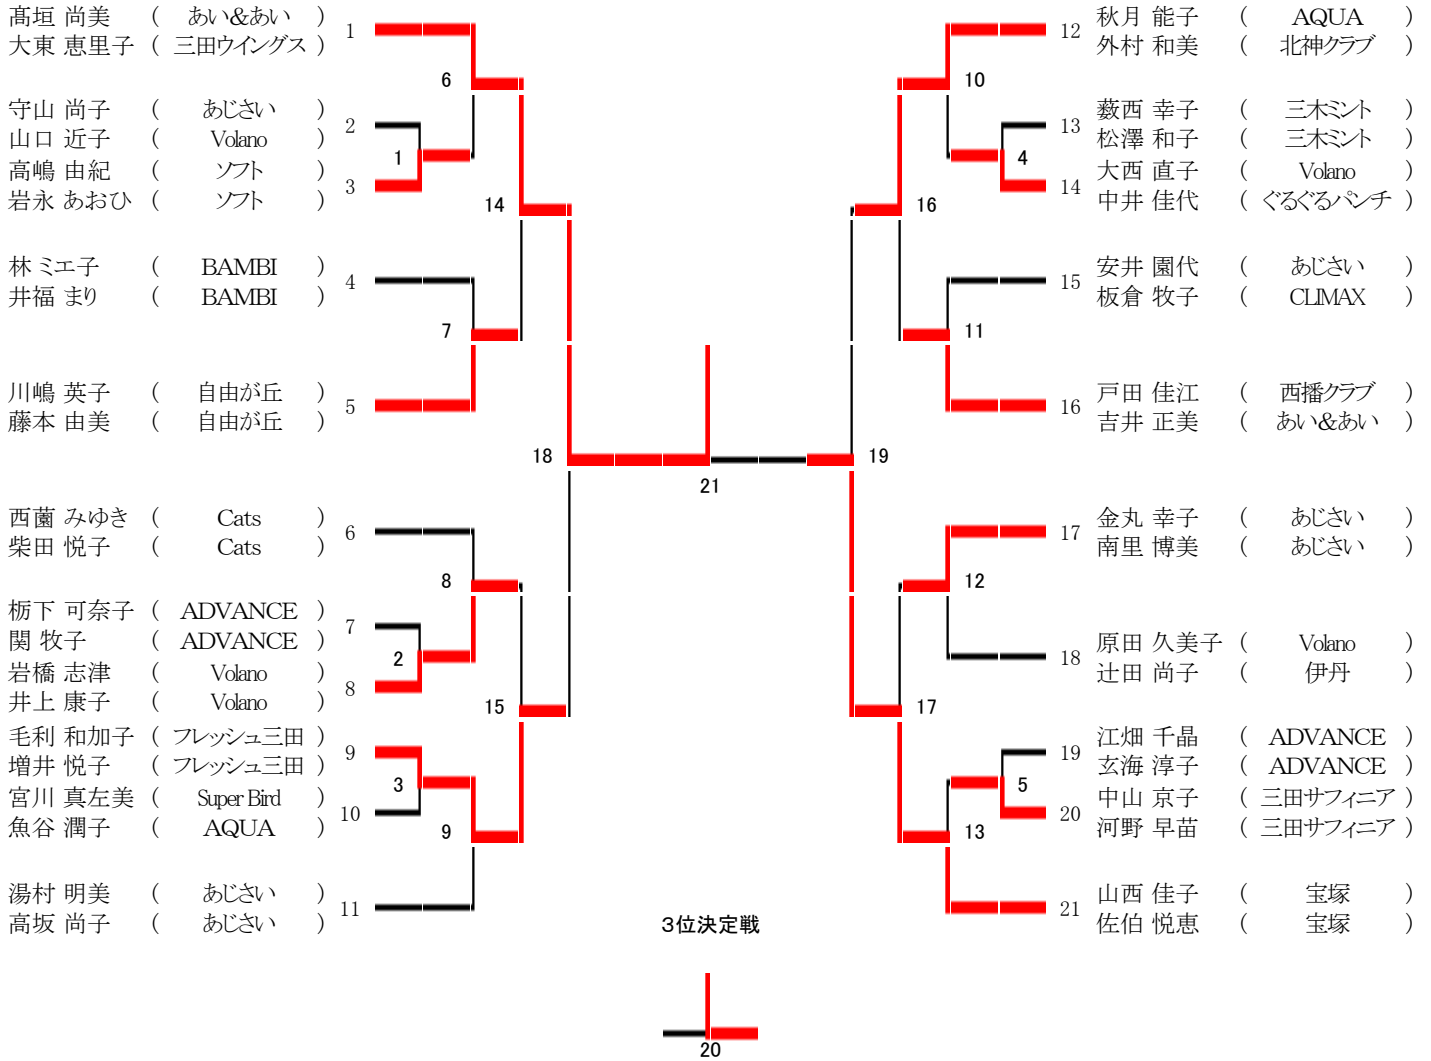 髙垣 尚美 ( あい&あい )
大東 恵里子 ( 三田ウイングス )
1
6
守山 尚子 ( あじさい )
山口 近子 ( Volano )
2
1
高嶋 由紀 ( ソフト )
岩永 あおひ ( ソフト )
3
14
林 ミエ子 ( BAMBI )
井福 まり ( BAMBI )
4
7
川嶋 英子 ( 自由が丘 )
藤本 由美 ( 自由が丘 )
5
18
西薗 みゆき ( Cats )
柴田 悦子 ( Cats )
6
8
栃下 可奈子 ( ADVANCE )
関 牧子 ( ADVANCE )
7
2
岩橋 志津 ( Volano )
井上 康子 ( Volano )
8
15
毛利 和加子 ( フレッシュ三田 )
増井 悦子 ( フレッシュ三田 )
9
3
宮川 真左美 ( Super Bird )
魚谷 潤子 ( AQUA )
10
9
湯村 明美 ( あじさい )
高坂 尚子 ( あじさい )
11
21
3位決定戦
20
12
秋月 能子 ( AQUA )
外村 和美 ( 北神クラブ )
10
13
薮西 幸子 ( 三木ミント )
松澤 和子 ( 三木ミント )
4
14
大西 直子 ( Volano )
中井 佳代 ( ぐるぐるパンチ )
16
15
安井 園代 ( あじさい )
板倉 牧子 ( CLIMAX )
11
16
戸田 佳江 ( 西播クラブ )
吉井 正美 ( あい&あい )
19
17
金丸 幸子 ( あじさい )
南里 博美 ( あじさい )
12
18
原田 久美子 ( Volano )
辻田 尚子 ( 伊丹 )
17
19
江畑 千晶 ( ADVANCE )
玄海 淳子 ( ADVANCE )
5
20
中山 京子 ( 三田サフィニア )
河野 早苗 ( 三田サフィニア )
13
21
山西 佳子 ( 宝塚 )
佐伯 悦恵 ( 宝塚 )